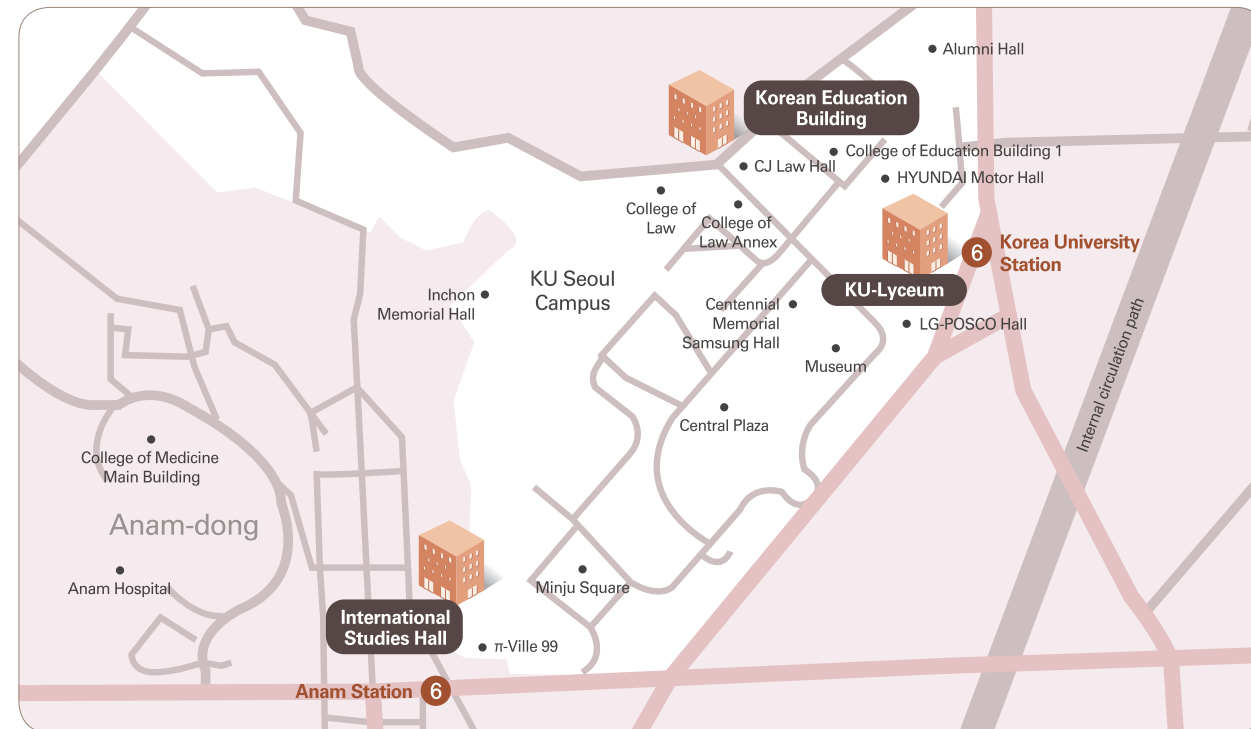 Alumni Hall
Korean Education
Building
College of Education Building 1
CJ Law Hall
HYUNDAI Motor Hall
College of
Law
College of
Law Annex
6
Korea University
Station
KU Seoul
Campus
KU-Lyceum
Inchon
Memorial Hall
Centennial
Memorial
Samsung Hall
LG-POSCO Hall
Museum
Internal circulation path
Central Plaza
College of Medicine
Main Building
Anam-dong
Anam Hospital
Minju Square
International
Studies Hall
π-Ville 99
Anam Station 6